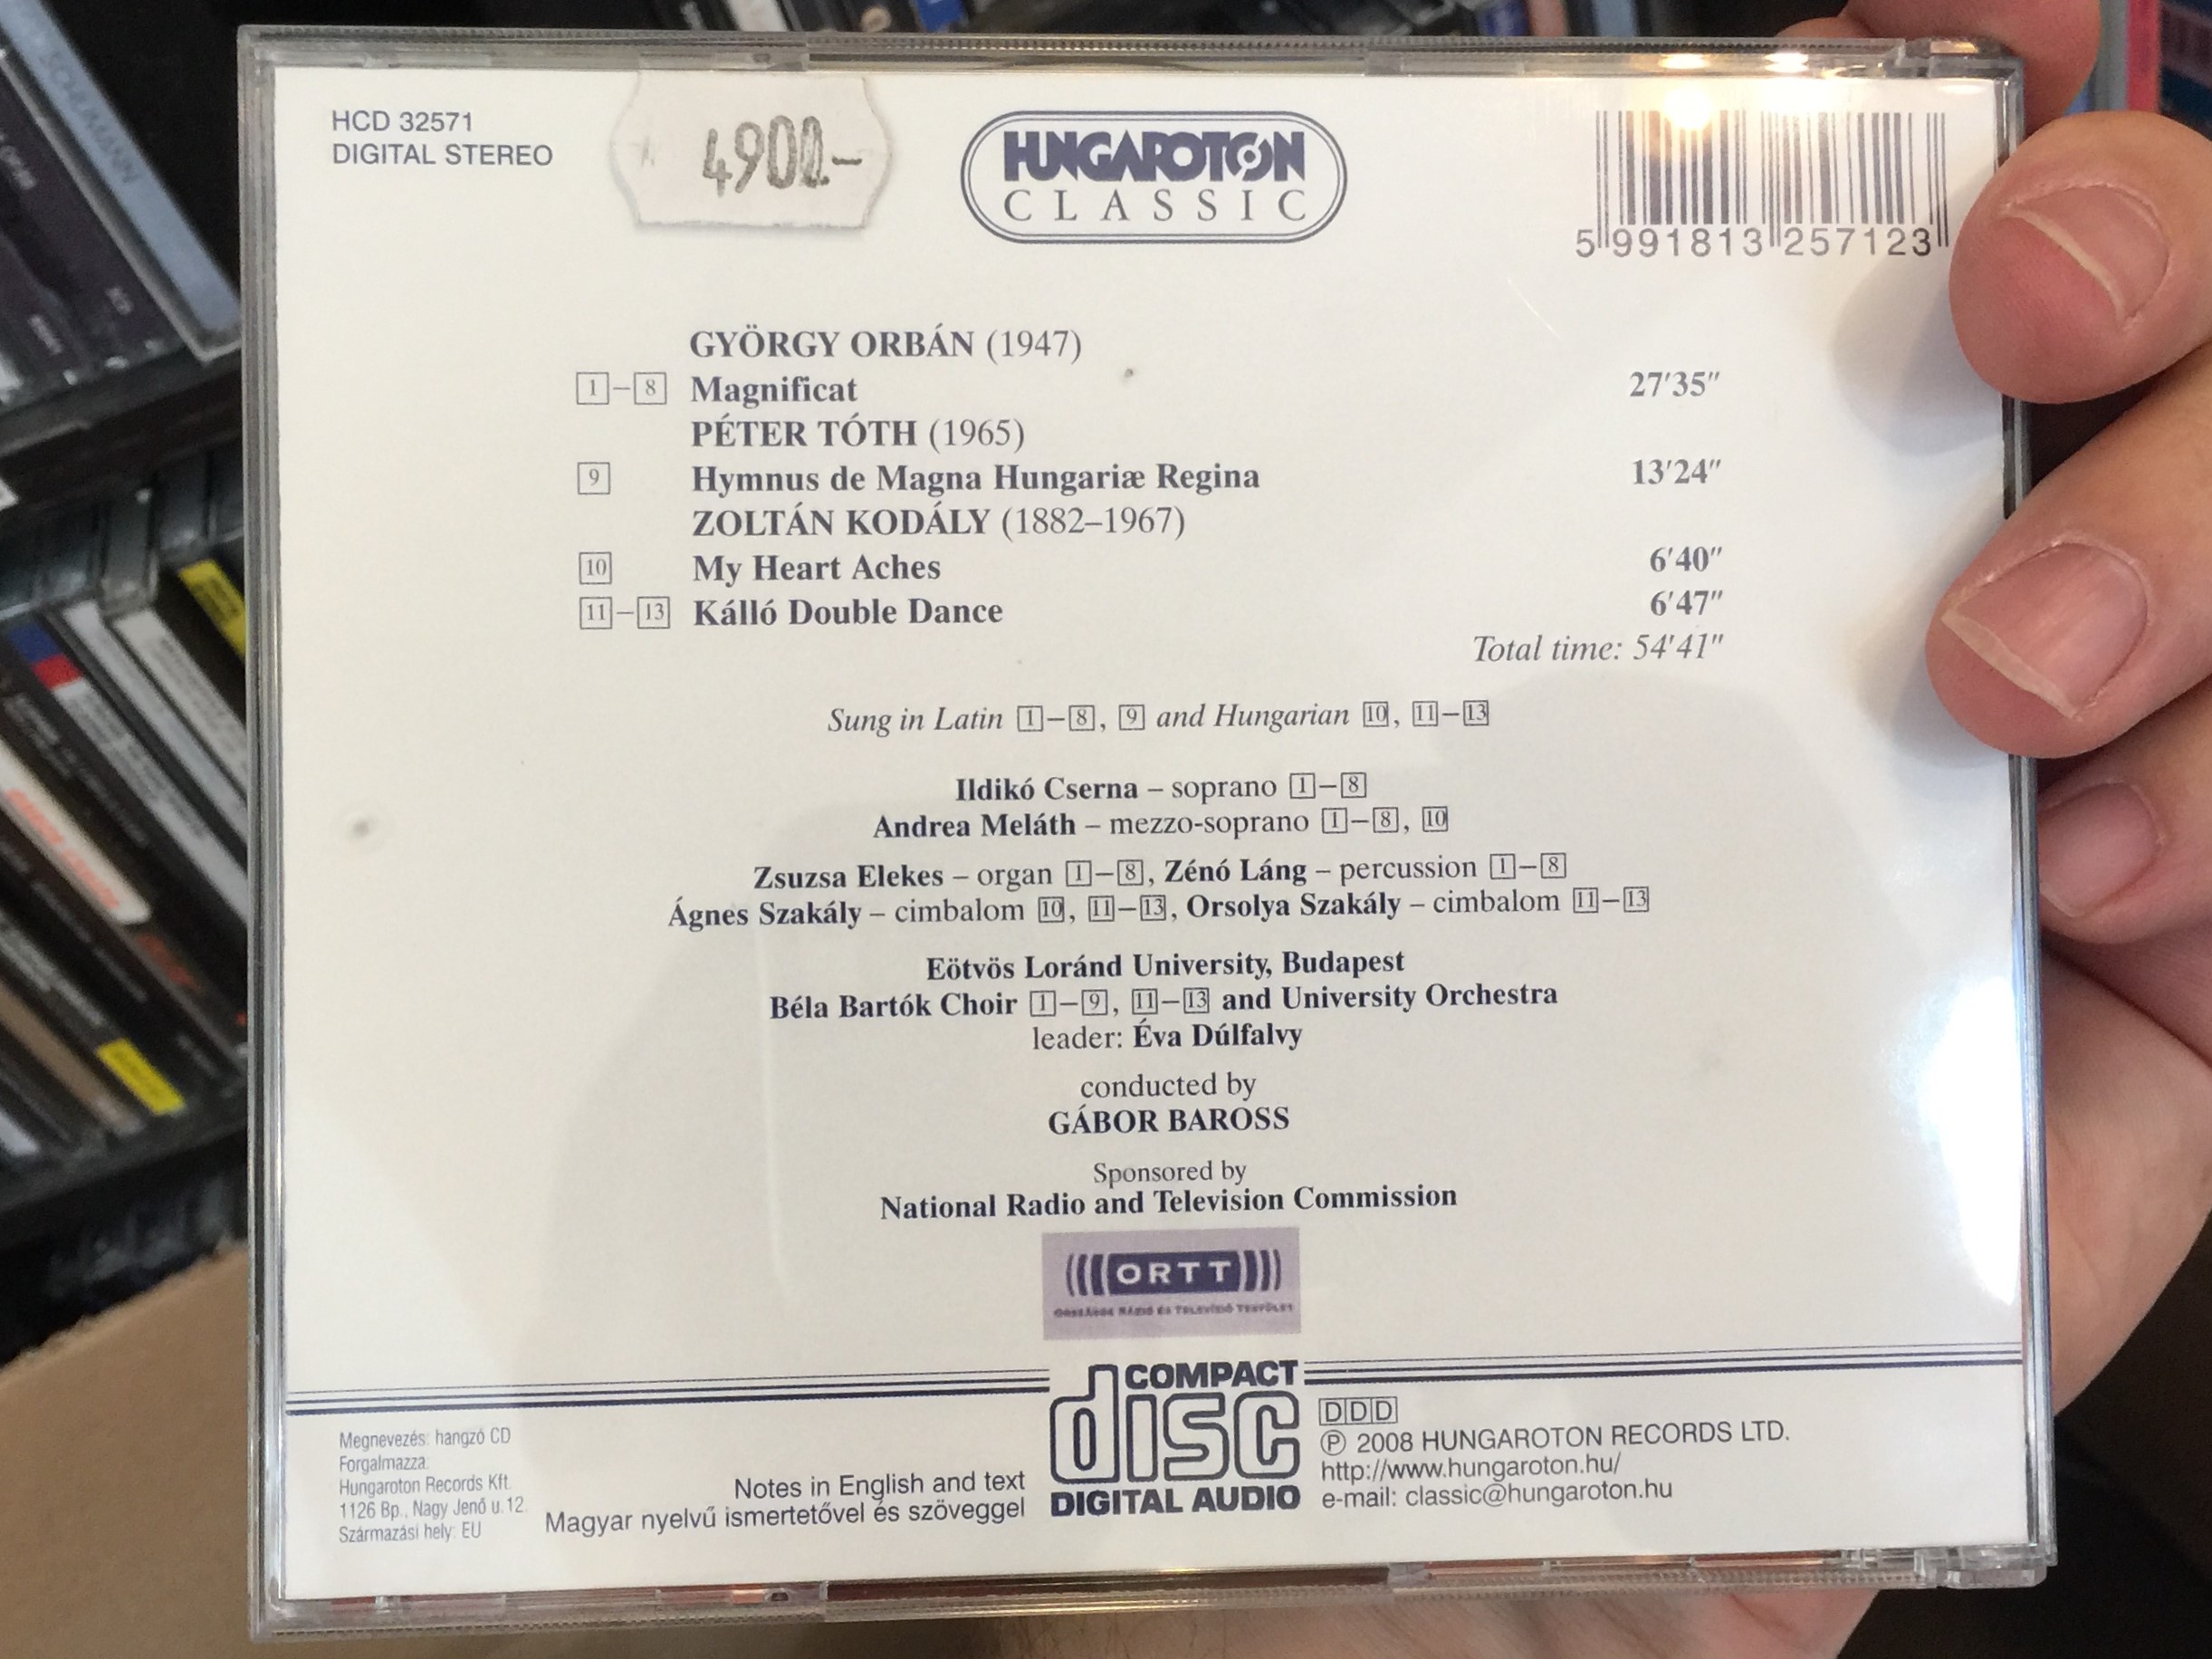 SCHUMANN
HCD 32571
DIGITAL STEREO
4900.-
HUNGAROTON
CLASSIC
5 991813 257123
GYÖRGY ORBÁN (1947)
1–8 Magnificat 27'35"
PÉTER TÓTH (1965)
9 Hymnus de Magna Hungariæ Regina 13'24"
ZOLTÁN KODÁLY (1882–1967)
10 My Heart Aches 6'40"
11–13 Kálló Double Dance 6'47"
Total time: 54'41"
Sung in Latin 1–8, 9 and Hungarian 10, 11–13
Ildikó Cserna – soprano 1–8
Andrea Meláth – mezzo-soprano 1–8, 10
Zsuzsa Elekes – organ 1–8, Zénó Láng – percussion 1–8
Ágnes Szakály – cimbalom 10, 11–13, Orsolya Szakály – cimbalom 11–13
Eötvös Loránd University, Budapest
Béla Bartók Choir 1–9, 11–13 and University Orchestra
leader: Éva Dúlfalvy
conducted by
GÁBOR BAROSS
Sponsored by
National Radio and Television Commission
ORTT
ORSZÁGOS RÁDIÓ ÉS TELEVÍZIÓ TESTÜLET
Megnevezés: hangzó CD
Forgalmazza:
Hungaroton Records Kft.
1126 Bp., Nagy Jenő u.12.
Származási hely: EU
Notes in English and text
Magyar nyelvű ismertetővel és szöveggel
COMPACT
disc
DIGITAL AUDIO
DDD
℗ 2008 HUNGAROTON RECORDS LTD.
http://www.hungaroton.hu/
e-mail: classic@hungaroton.hu